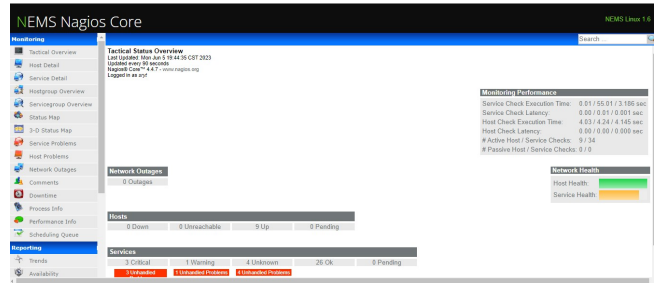 NEMS Nagios Core
NEMS Linux 1.6
Monitoring
Search ...
Tactical Overview
Host Detail
Service Detail
Hostgroup Overview
Servicegroup Overview
Status Map
3-D Status Map
Service Problems
Host Problems
Network Outages
Comments
Downtime
Process Info
Performance Info
Scheduling Queue
Reporting
Trends
Availability
Tactical Status Overview
Last Updated: Mon Jun 5 19:44:35 CST 2023
Updated every 90 seconds
Nagios® Core™ 4.4.7 - www.nagios.org
Logged in as
Monitoring Performance
Service Check Execution Time: 0.01 / 55.01 / 3.186 sec
Service Check Latency: 0.00 / 0.01 / 0.001 sec
Host Check Execution Time: 4.03 / 4.24 / 4.145 sec
Host Check Latency: 0.00 / 0.00 / 0.000 sec
# Active Host / Service Checks: 9 / 34
# Passive Host / Service Checks: 0 / 0
Network Outages
0 Outages
Network Health
Host Health:
Service Health:
Hosts
0 Down 0 Unreachable 9 Up 0 Pending
Services
3 Critical 1 Warning 4 Unknown 26 Ok 0 Pending
3 Unhandled
1 Unhandled Problems 4 Unhandled Problems